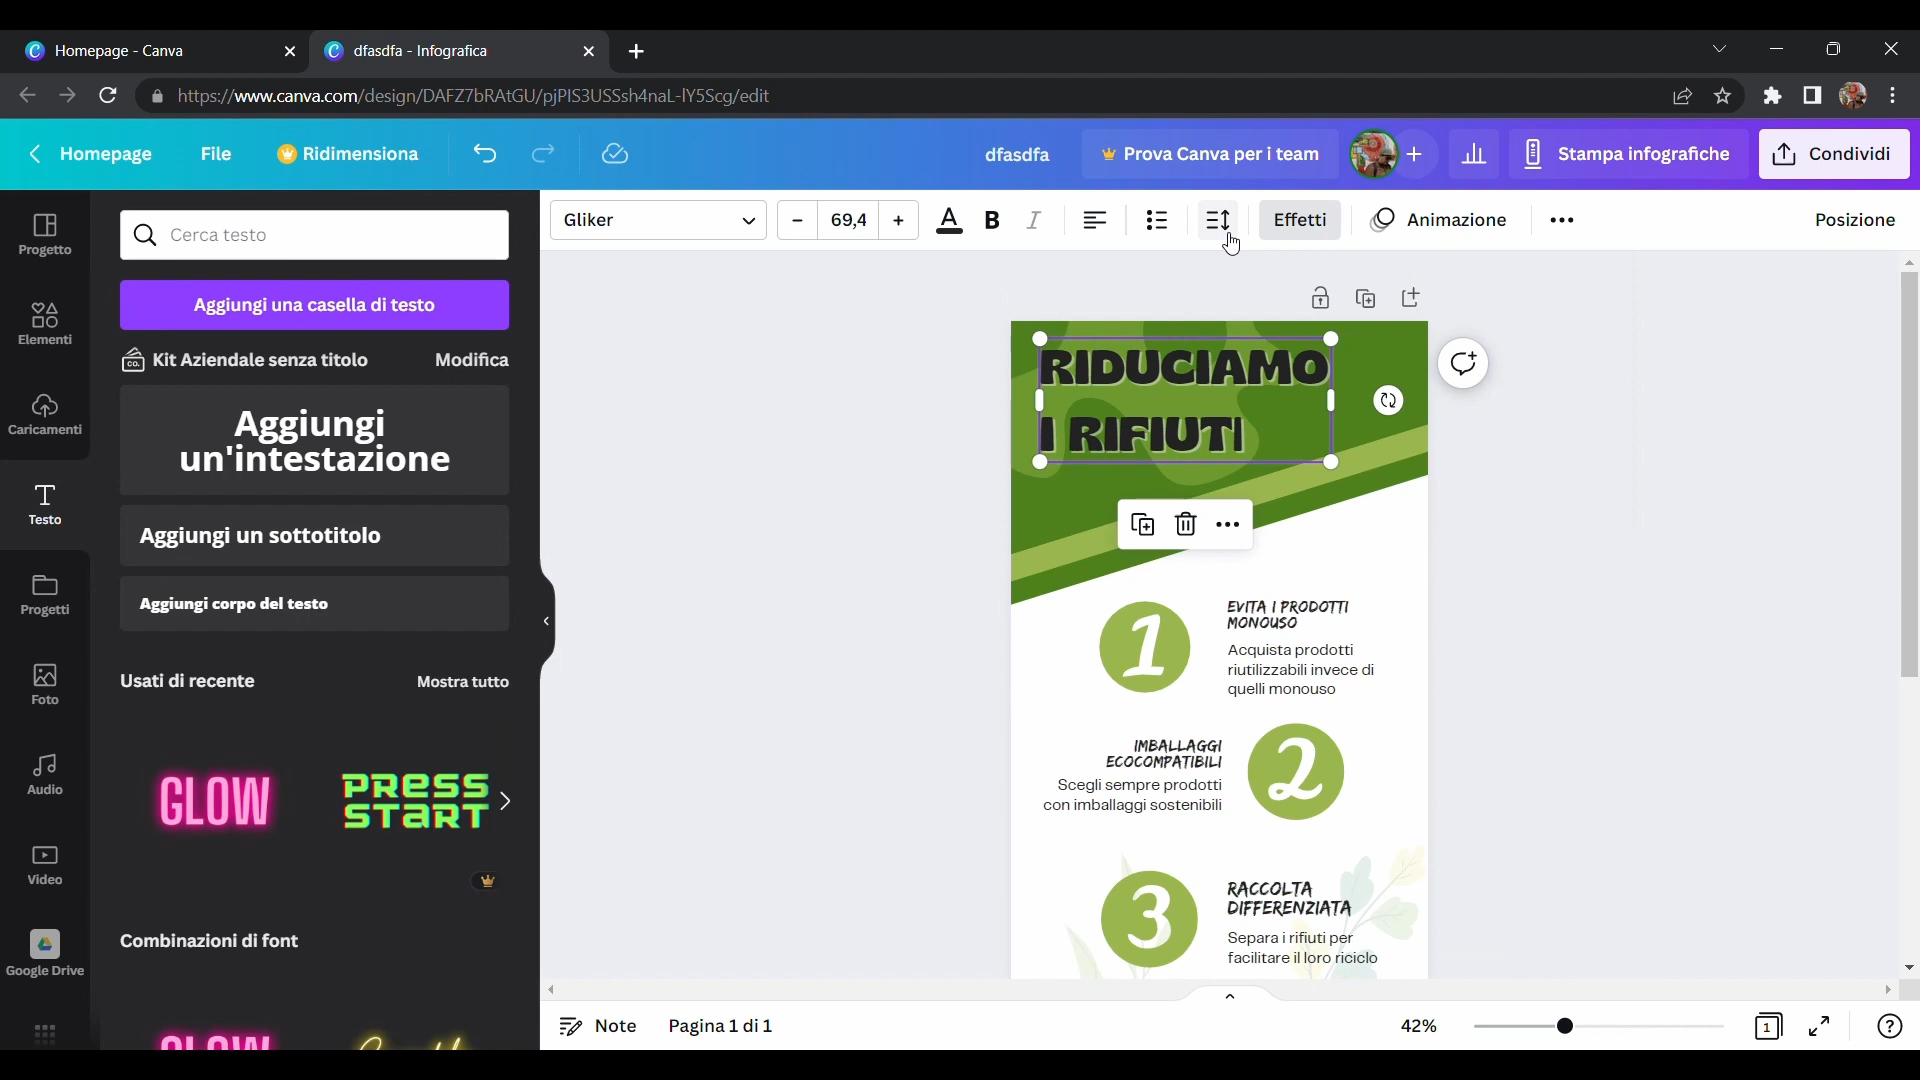 Homepage - Canva
dfasdfa - Infografica
https://www.canva.com/design/DAFZ7bRAtGU/pjPIS3USSsh4naL-lY5Scg/edit
Homepage
File
Ridimensiona
dfasdfa
Prova Canva per i team
Stampa infografiche
Condividi
Gliker
69,4
A
B
I
Effetti
Animazione
Posizione
Progetto
Elementi
Caricamenti
Testo
Progetti
Foto
Audio
Video
Google Drive
Cerca testo
Aggiungi una casella di testo
CO.
Kit Aziendale senza titolo
Modifica
Aggiungi
un'intestazione
Aggiungi un sottotitolo
Aggiungi corpo del testo
Usati di recente
Mostra tutto
GLOW
PRESS
START
Combinazioni di font
GLOW
RIDUCIAMO
I RIFIUTI
1
EVITA I PRODOTTI
MONOUSO
Acquista prodotti
riutilizzabili invece di
quelli monouso
IMBALLAGGI
ECOCOMPATIBILI
Scegli sempre prodotti
con imballaggi sostenibili
2
3
RACCOLTA
DIFFERENZIATA
Separa i rifiuti per
facilitare il loro riciclo
Note
Pagina 1 di 1
42%
1
?